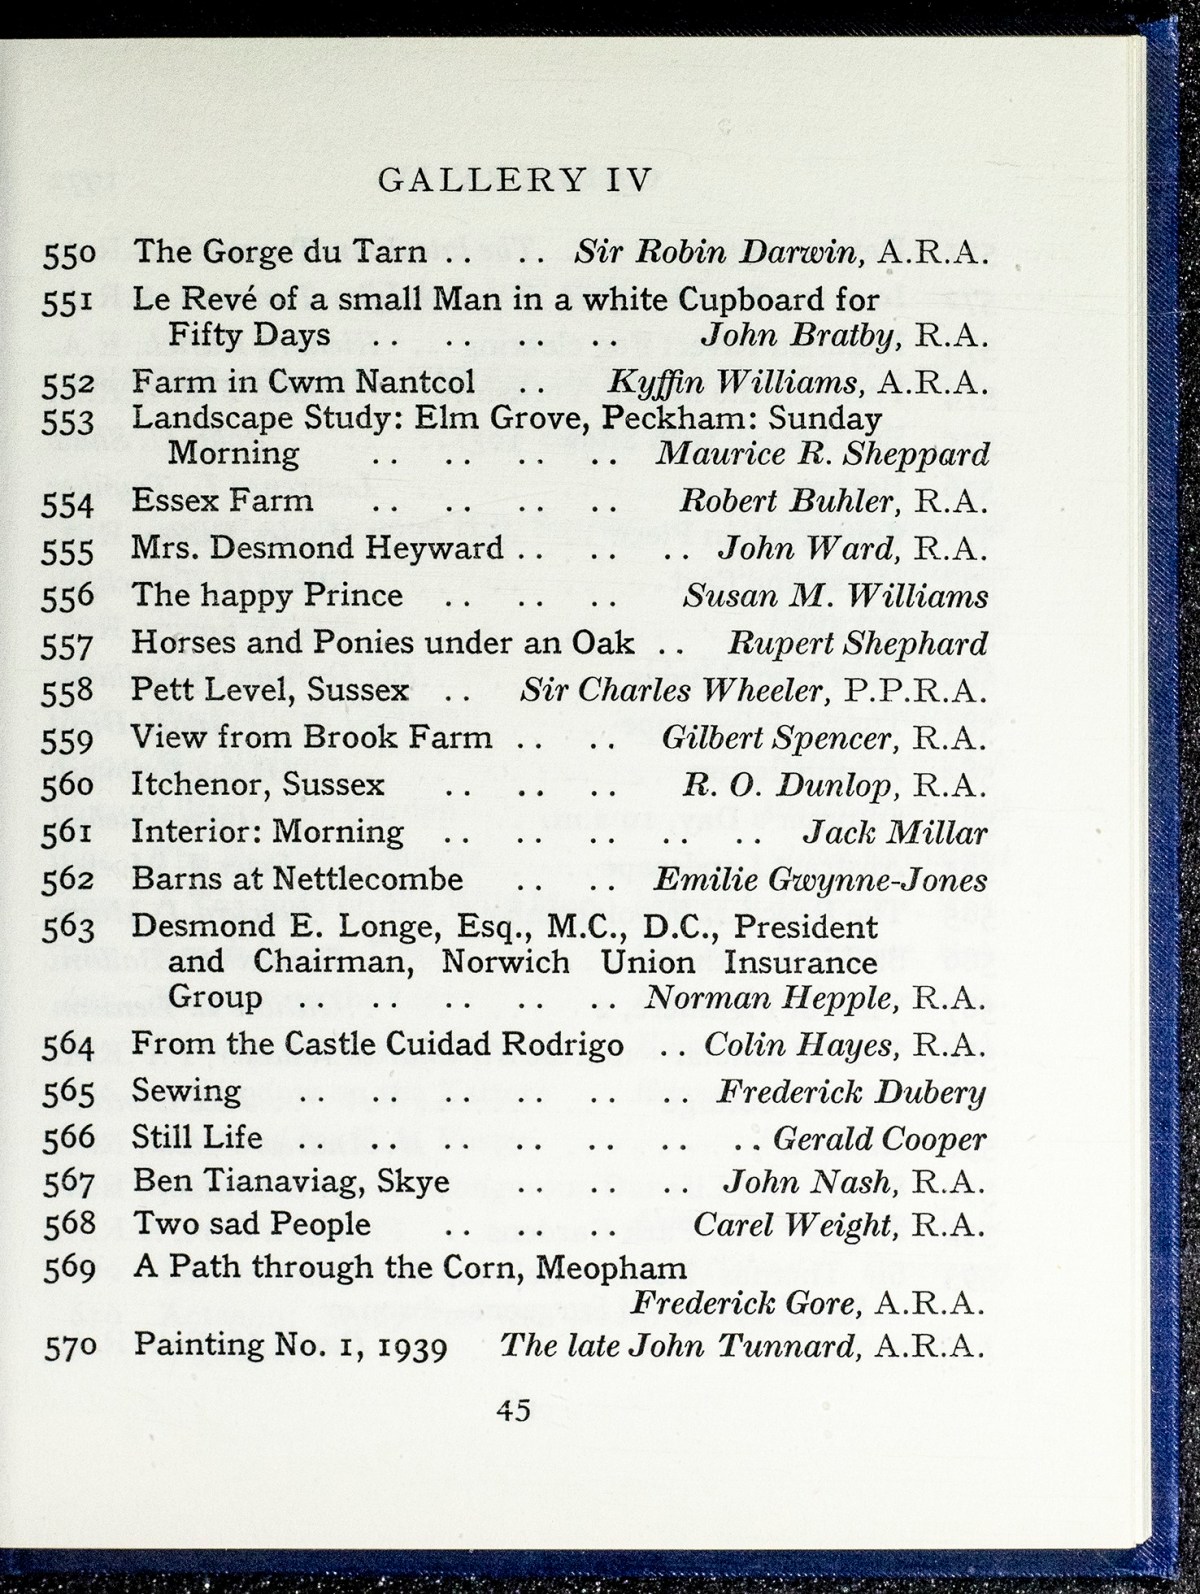 GALLERY IV
550 The Gorge du Tarn . . . . Sir Robin Darwin, A.R.A.
551 Le Revé of a small Man in a white Cupboard for
Fifty Days . . . . . . . . John Bratby, R.A.
552 Farm in Cwm Nantcol . . Kyffin Williams, A.R.A.
553 Landscape Study: Elm Grove, Peckham: Sunday
Morning . . . . . . . . Maurice R. Sheppard
554 Essex Farm . . . . . . . . Robert Buhler, R.A.
555 Mrs. Desmond Heyward . . . . . . John Ward, R.A.
556 The happy Prince . . . . . . Susan M. Williams
557 Horses and Ponies under an Oak . . Rupert Shephard
558 Pett Level, Sussex . . Sir Charles Wheeler, P.P.R.A.
559 View from Brook Farm . . . . Gilbert Spencer, R.A.
560 Itchenor, Sussex . . . . . . R. O. Dunlop, R.A.
561 Interior: Morning . . . . . . . . . . Jack Millar
562 Barns at Nettlecombe . . . . Emilie Gwynne-Jones
563 Desmond E. Longe, Esq., M.C., D.C., President
and Chairman, Norwich Union Insurance
Group . . . . . . . . . . Norman Hepple, R.A.
564 From the Castle Cuidad Rodrigo . . Colin Hayes, R.A.
565 Sewing . . . . . . . . . . . . Frederick Dubery
566 Still Life . . . . . . . . . . . . . . Gerald Cooper
567 Ben Tianaviag, Skye . . . . . . John Nash, R.A.
568 Two sad People . . . . . . Carel Weight, R.A.
569 A Path through the Corn, Meopham
Frederick Gore, A.R.A.
570 Painting No. 1, 1939 The late John Tunnard, A.R.A.
45